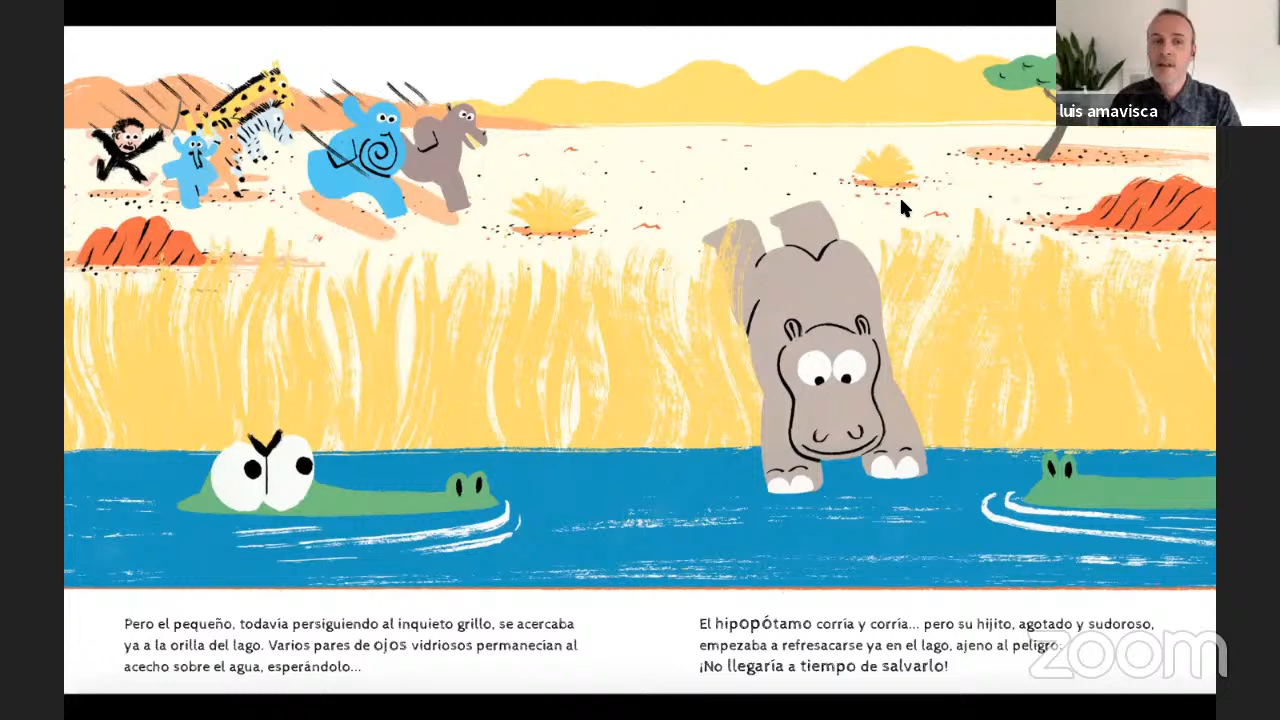 luis amavisca
Pero el pequeño, todavía persiguiendo al inquieto grillo, se acercaba
ya a la orilla del lago. Varios pares de ojos vidriosos permanecían al
acecho sobre el agua, esperándolo...
El hipopótamo corría y corría... pero su hijito, agotado y sudoroso,
empezaba a refresacarse ya en el lago, ajeno al peligro.
¡No llegaría a tiempo de salvarlo!
zoom